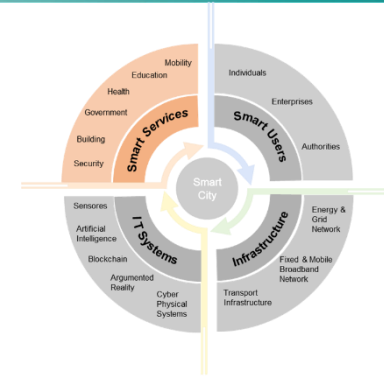 Mobility
Education
Health
Government
Building
Security
Smart Services
Individuals
Enterprises
Authorities
Smart Users
Smart
City
Sensores
Artificial
Intelligence
Blockchain
Argumented
Reality
Cyber
Physical
Systems
IT Systems
Energy &
Grid
Network
Fixed & Mobile
Broadband
Network
Transport
Infrastructure
Infrastructure